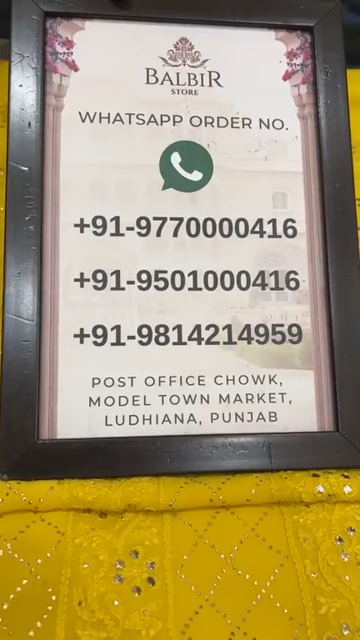 BALBIR
STORE
WHATSAPP ORDER NO.
+91-9770000416
+91-9501000416
+91-9814214959
POST OFFICE CHOWK,
MODEL TOWN MARKET,
LUDHIANA, PUNJAB